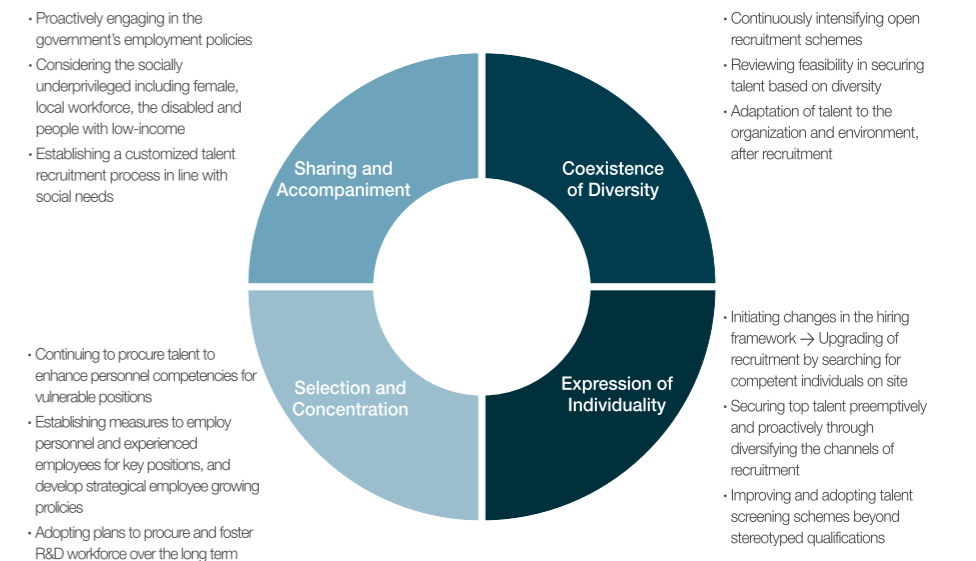 · Proactively engaging in the
government's employment policies
· Considering the socially
underprivileged including female,
local workforce, the disabled and
people with low-income
· Establishing a customized talent
recruitment process in line with
social needs
Sharing and
Accompaniment
Coexistence
of Diversity
· Continuously intensifying open
recruitment schemes
· Reviewing feasibility in securing
talent based on diversity
· Adaptation of talent to the
organization and environment,
after recruitment
· Continuing to procure talent to
enhance personnel competencies for
vulnerable positions
· Establishing measures to employ
personnel and experienced
employees for key positions, and
develop strategical employee growing
prolicies
· Adopting plans to procure and foster
R&D workforce over the long term
Selection and
Concentration
Expression of
Individuality
· Initiating changes in the hiring
framework → Upgrading of
recruitment by searching for
competent individuals on site
· Securing top talent preemptively
and proactively through
diversifying the channels of
recruitment
· Improving and adopting talent
screening schemes beyond
stereotyped qualifications